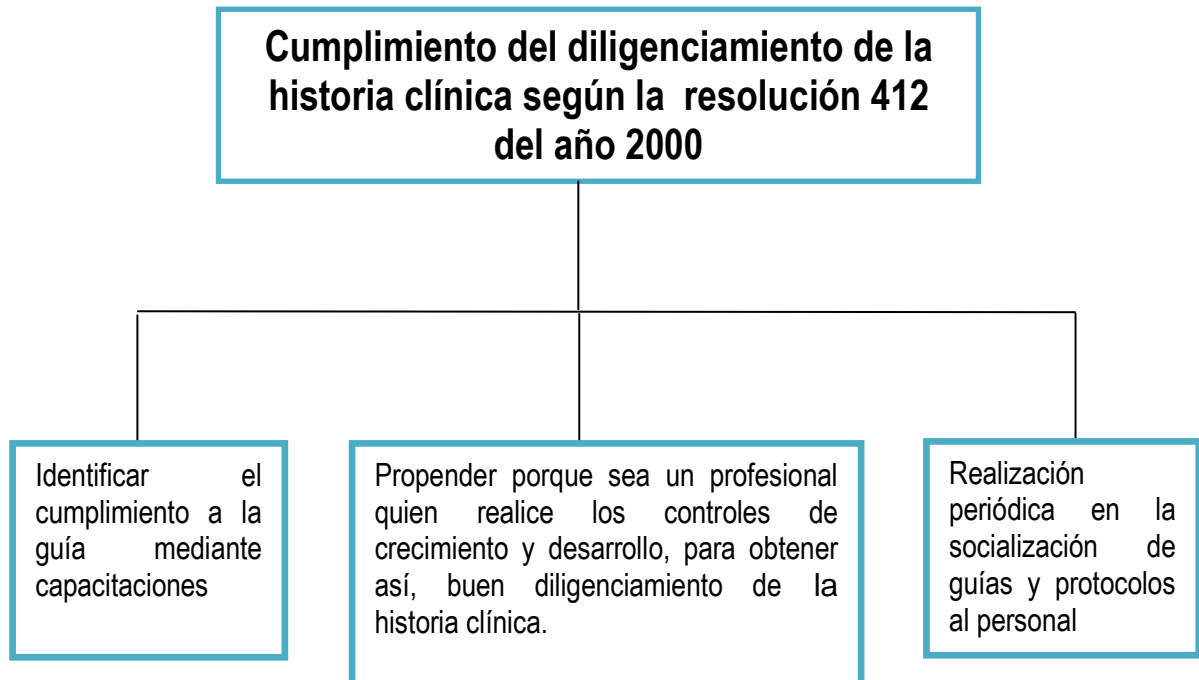 Cumplimiento del diligenciamiento de la
historia clínica según la resolución 412
del año 2000
Identificar el
cumplimiento a la
guía mediante
capacitaciones
Propender porque sea un profesional
quien realice los controles de
crecimiento y desarrollo, para obtener
así, buen diligenciamiento de la
historia clínica.
Realización
periódica en la
socialización de
guías y protocolos
al personal